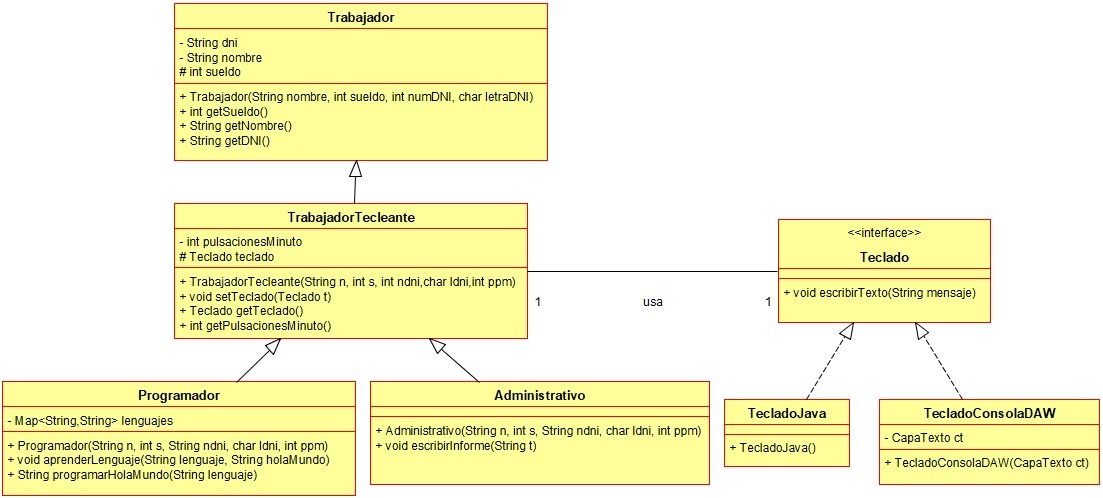 Trabajador
- String dni
- String nombre
# int sueldo
+ Trabajador(String nombre, int sueldo, int numDNI, char letraDNI)
+ int getSueldo()
+ String getNombre()
+ String getDNI()
TrabajadorTecleante
- int pulsacionesMinuto
# Teclado teclado
+ TrabajadorTecleante(String n, int s, int ndni,char ldni,int ppm)
+ void setTeclado(Teclado t)
+ Teclado getTeclado()
+ int getPulsacionesMinuto()
1 usa 1
<<interface>>
Teclado
+ void escribirTexto(String mensaje)
Programador
- Map<String,String> lenguajes
+ Programador(String n, int s, String ndni, char ldni, int ppm)
+ void aprenderLenguaje(String lenguaje, String holaMundo)
+ String programarHolaMundo(String lenguaje)
Administrativo
+ Administrativo(String n, int s, String ndni, char ldni, int ppm)
+ void escribirInforme(String t)
TecladoJava
+ TecladoJava()
TecladoConsolaDAW
- CapaTexto ct
+ TecladoConsolaDAW(CapaTexto ct)